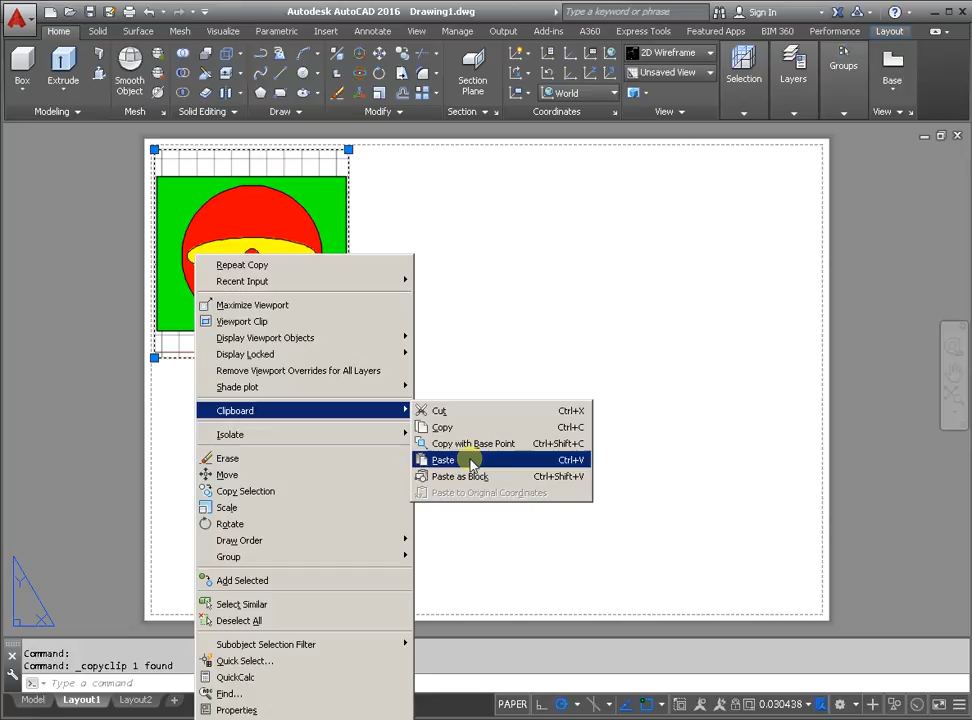 Autodesk AutoCAD 2016 Drawing1.dwg
Type a keyword or phrase
Sign In
Home Solid Surface Mesh Visualize Parametric Insert Annotate View Manage Output Add-ins A360 Express Tools Featured Apps BIM 360 Performance Layout
Box
Extrude
Smooth
Object
Section
Plane
2D Wireframe
Unsaved View
World
Selection
Layers
Groups
Base
Modeling
Mesh
Solid Editing
Draw
Modify
Section
Coordinates
View
View
Repeat Copy
Recent Input
Maximize Viewport
Viewport Clip
Display Viewport Objects
Display Locked
Remove Viewport Overrides for All Layers
Shade plot
Clipboard
Isolate
Erase
Move
Copy Selection
Scale
Rotate
Draw Order
Group
Add Selected
Select Similar
Deselect All
Subobject Selection Filter
Quick Select...
QuickCalc
Find...
Properties
Cut Ctrl+X
Copy Ctrl+C
Copy with Base Point Ctrl+Shift+C
Paste Ctrl+V
Paste as Block Ctrl+Shift+V
Paste to Original Coordinates
Y
X
Command:
Command: _copyclip 1 found
Type a command
Model Layout1 Layout2 +
PAPER
0.030438